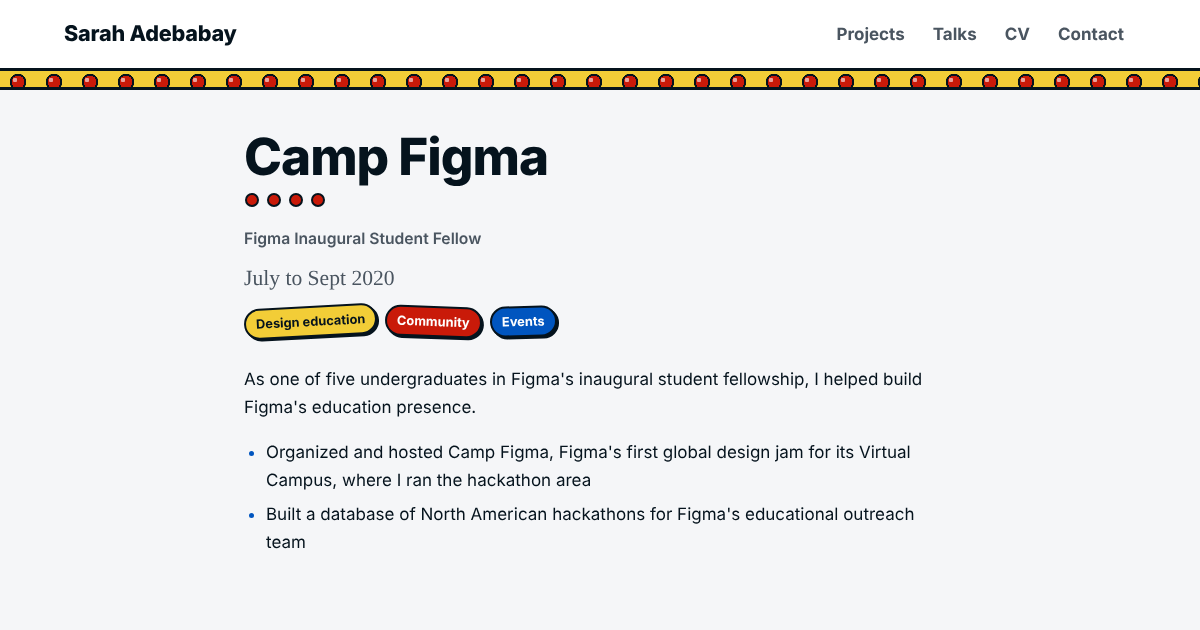 Sarah Adebabay
Projects Talks CV Contact
Camp Figma
Figma Inaugural Student Fellow
July to Sept 2020
Design education Community Events
As one of five undergraduates in Figma's inaugural student fellowship, I helped build
Figma's education presence.
Organized and hosted Camp Figma, Figma's first global design jam for its Virtual
Campus, where I ran the hackathon area
Built a database of North American hackathons for Figma's educational outreach
team